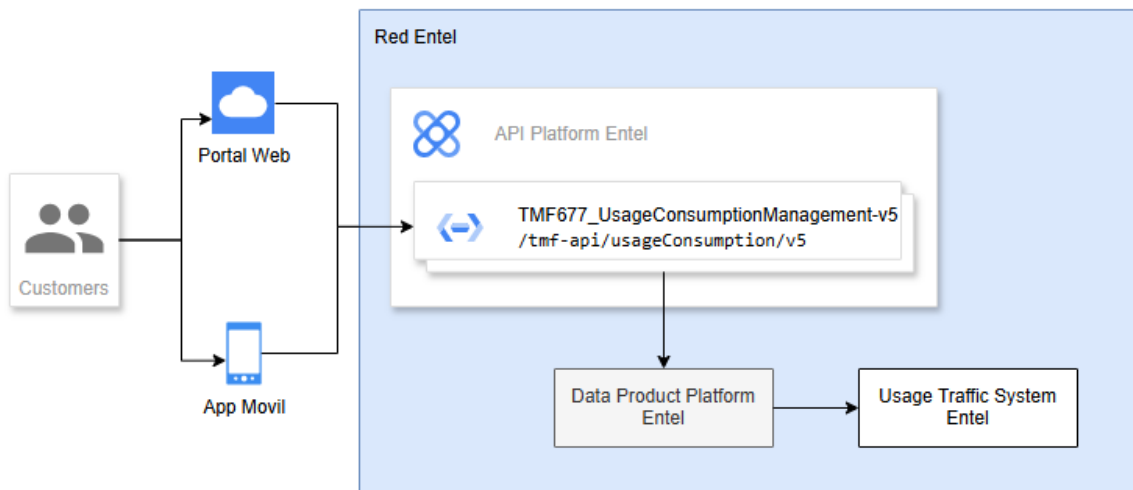 Red Entel
API Platform Entel
Portal Web
TMF677_UsageConsumptionManagement-v5
/tmf-api/usageConsumption/v5
Customers
App Movil
Data Product Platform
Entel
Usage Traffic System
Entel